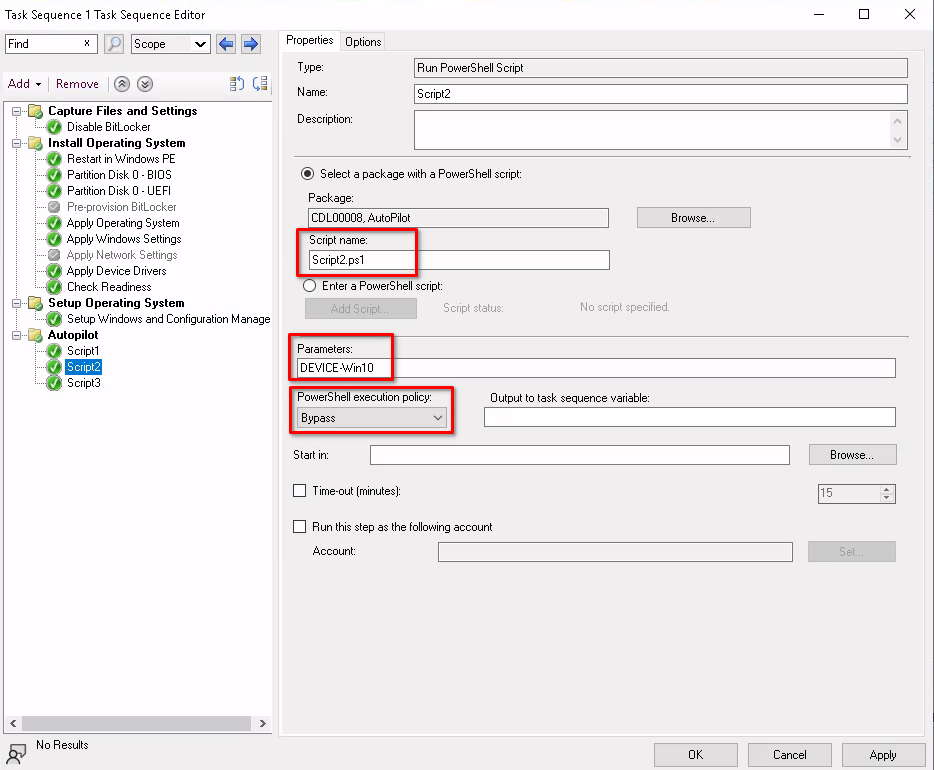 Task Sequence 1 Task Sequence Editor
Find x Scope
Add Remove
Capture Files and Settings
Disable BitLocker
Install Operating System
Restart in Windows PE
Partition Disk 0 - BIOS
Partition Disk 0 - UEFI
Pre-provision BitLocker
Apply Operating System
Apply Windows Settings
Apply Network Settings
Apply Device Drivers
Check Readiness
Setup Operating System
Setup Windows and Configuration Manage
Autopilot
Script1
Script2
Script3
No Results
Properties Options
Type: Run PowerShell Script
Name: Script2
Description:
Select a package with a PowerShell script:
Package:
CDL00008, AutoPilot Browse...
Script name:
Script2.ps1
Enter a PowerShell script:
Add Script... Script status: No script specified.
Parameters:
DEVICE-Win10
PowerShell execution policy: Output to task sequence variable:
Bypass
Start in: Browse...
Time-out (minutes): 15
Run this step as the following account
Account: Set...
OK Cancel Apply